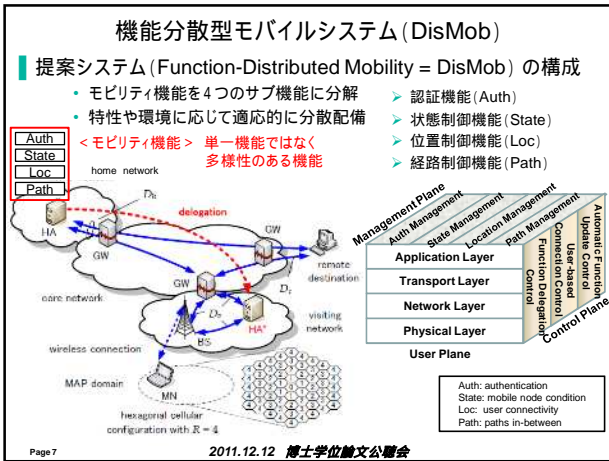 機能分散型モバイルシステム(DisMob)
提案システム(Function-Distributed Mobility = DisMob) の構成
• モビリティ機能を4つのサブ機能に分解
• 特性や環境に応じて適応的に分散配備
➢ 認証機能(Auth)
➢ 状態制御機能(State)
➢ 位置制御機能(Loc)
➢ 経路制御機能(Path)
<モビリティ機能> 単一機能ではなく
多様性のある機能
Auth
State
Loc
Path
home network
HA
delegation
GW
GW
remote
destination
core network
GW
visiting
network
HA'
BS
wireless connection
MAP domain
MN
hexagonal cellular
configuration with R = 4
Management Plane
Auth Management
State Management
Location Management
Path Management
Application Layer
Transport Layer
Network Layer
Physical Layer
User Plane
Function Delegation
Control
User-based
Connection Control
Automatic Function
Update Control
Control Plane
Auth: authentication
State: mobile node condition
Loc: user connectivity
Path: paths in-between
Page 7
2011.12.12 博士学位論文公聴会